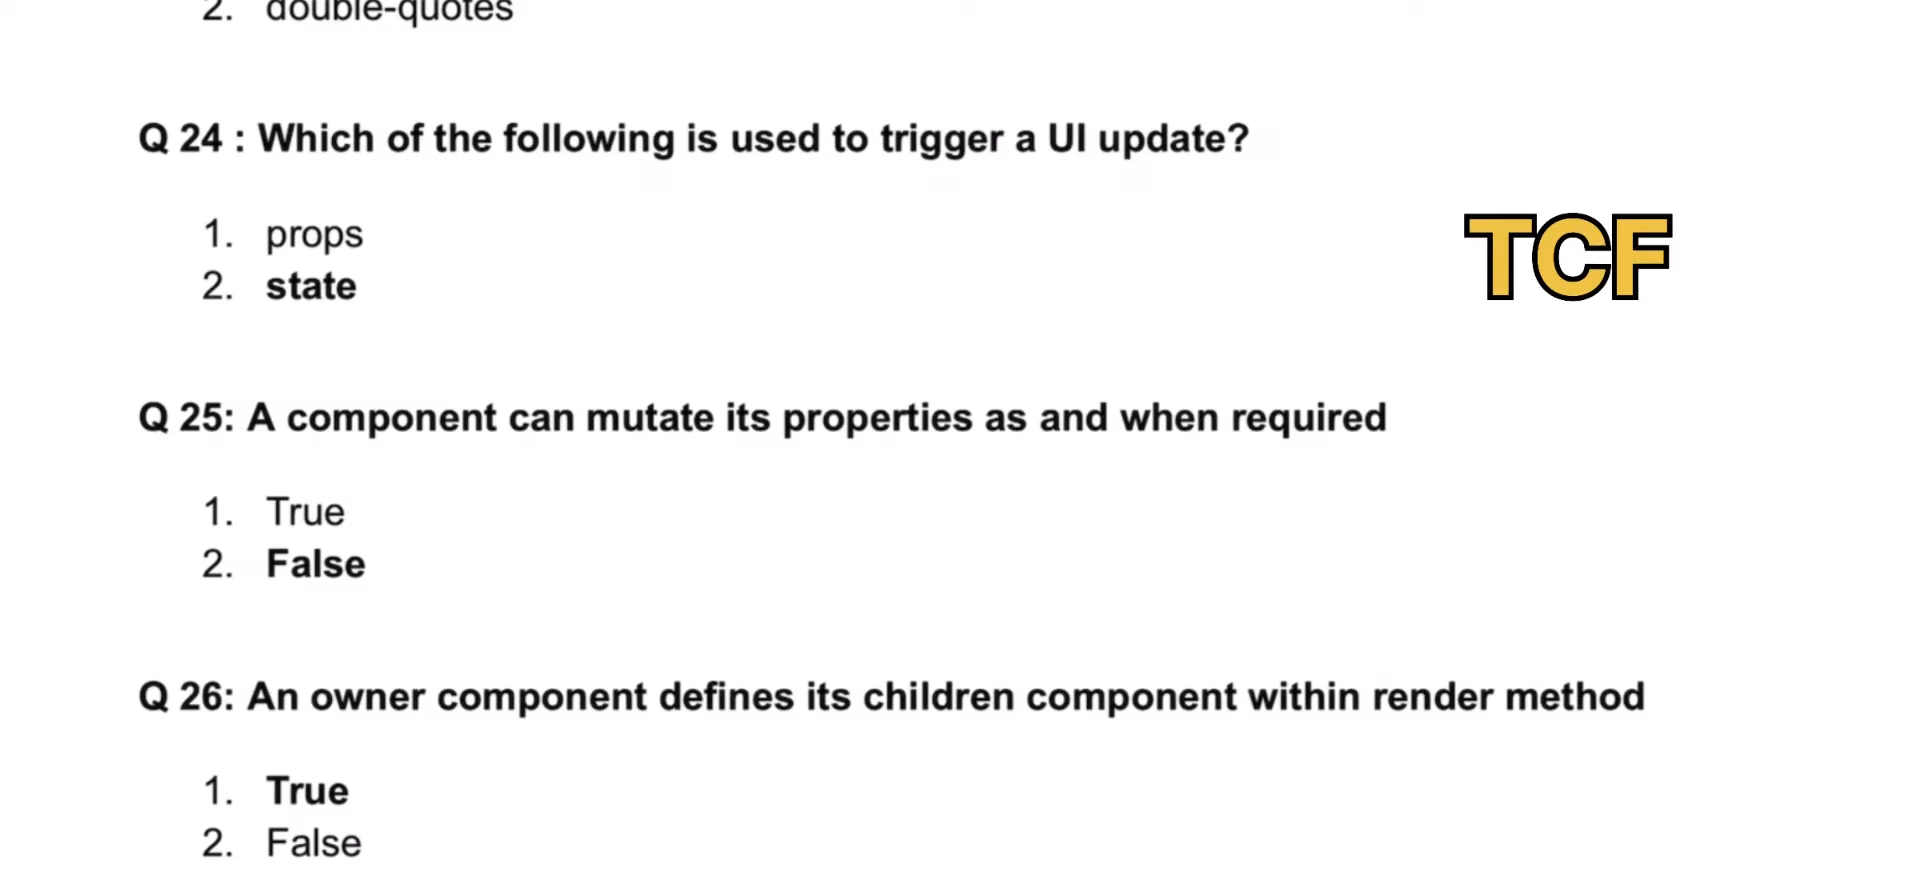 2. double-quotes
Q 24 : Which of the following is used to trigger a UI update?
1. props
TCF
2. state
Q 25: A component can mutate its properties as and when required
1. True
2. False
Q 26: An owner component defines its children component within render method
1. True
2. False